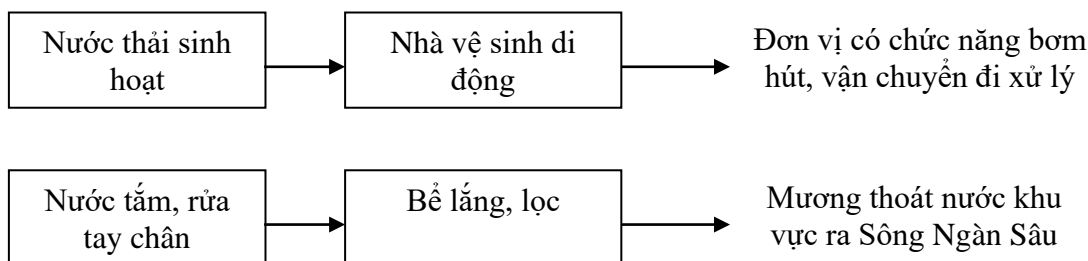 Nước thải sinh
hoạt
Nhà vệ sinh di
động
Đơn vị có chức năng bơm
hút, vận chuyển đi xử lý
Nước tắm, rửa
tay chân
Bể lắng, lọc
Mương thoát nước khu
vực ra Sông Ngàn Sâu